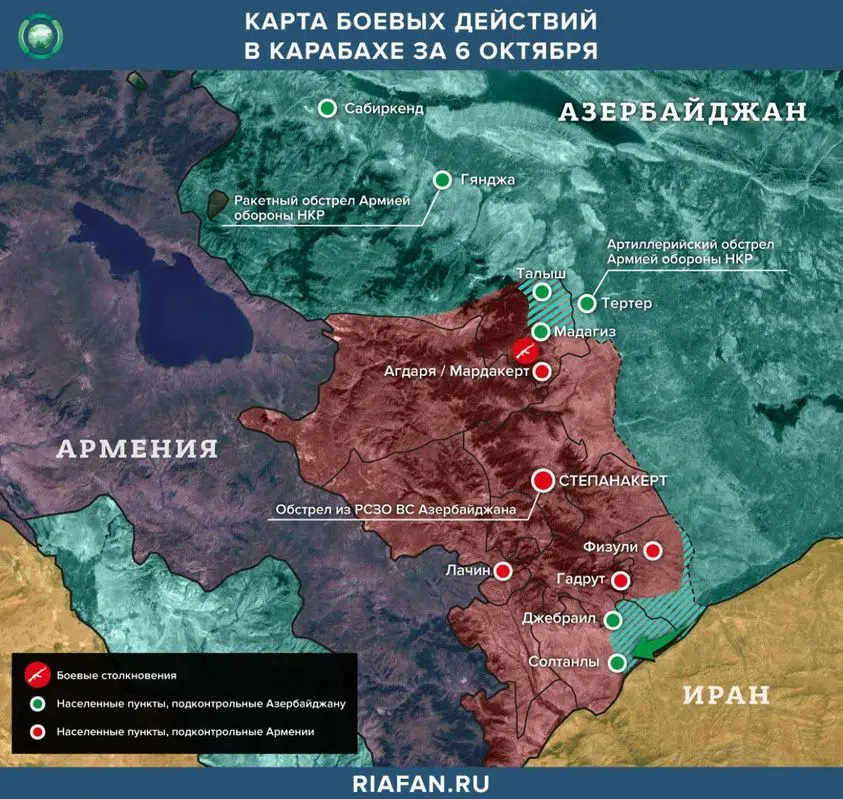 КАРТА БОЕВЫХ ДЕЙСТВИЙ
В КАРАБАХЕ ЗА 6 ОКТЯБРЯ
Сабиркенд
АЗЕРБАЙДЖАН
Гянджа
Ракетный обстрел Армией
обороны НКР
Артиллерийский обстрел
Армией обороны НКР
Талыш
Тертер
Мадагиз
Агдаря / Мардакерт
АРМЕНИЯ
СТЕПАНАКЕРТ
Обстрел из РСЗО ВС Азербайджана
Физули
Лачин
Гадрут
Джебраил
Солтанлы
Боевые столкновения
Населенные пункты, подконтрольные Азербайджану
Населенные пункты, подконтрольные Армении
ИРАН
RIAFAN.RU